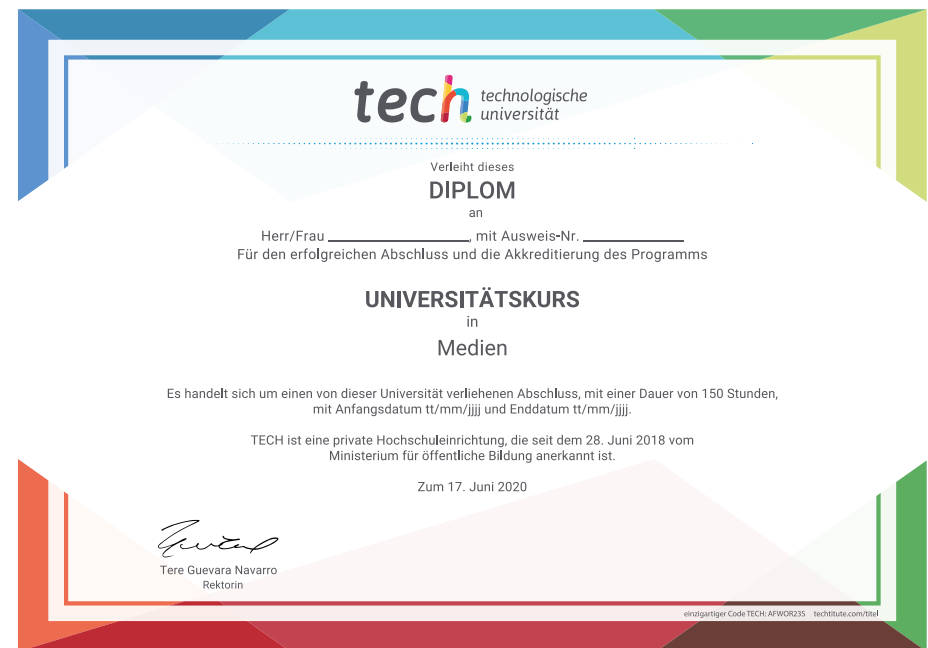 tech technologische
universität
Verleiht dieses
DIPLOM
an
Herr/Frau ____________________, mit Ausweis-Nr. ______________
Für den erfolgreichen Abschluss und die Akkreditierung des Programms
UNIVERSITÄTSKURS
in
Medien
Es handelt sich um einen von dieser Universität verliehenen Abschluss, mit einer Dauer von 150 Stunden,
mit Anfangsdatum tt/mm/jjjj und Enddatum tt/mm/jjjj.
TECH ist eine private Hochschuleinrichtung, die seit dem 28. Juni 2018 vom
Ministerium für öffentliche Bildung anerkannt ist.
Zum 17. Juni 2020
Tere Guevara Navarro
Rektorin
einzigartiger Code TECH: AFWOR23S techtitute.com/titel